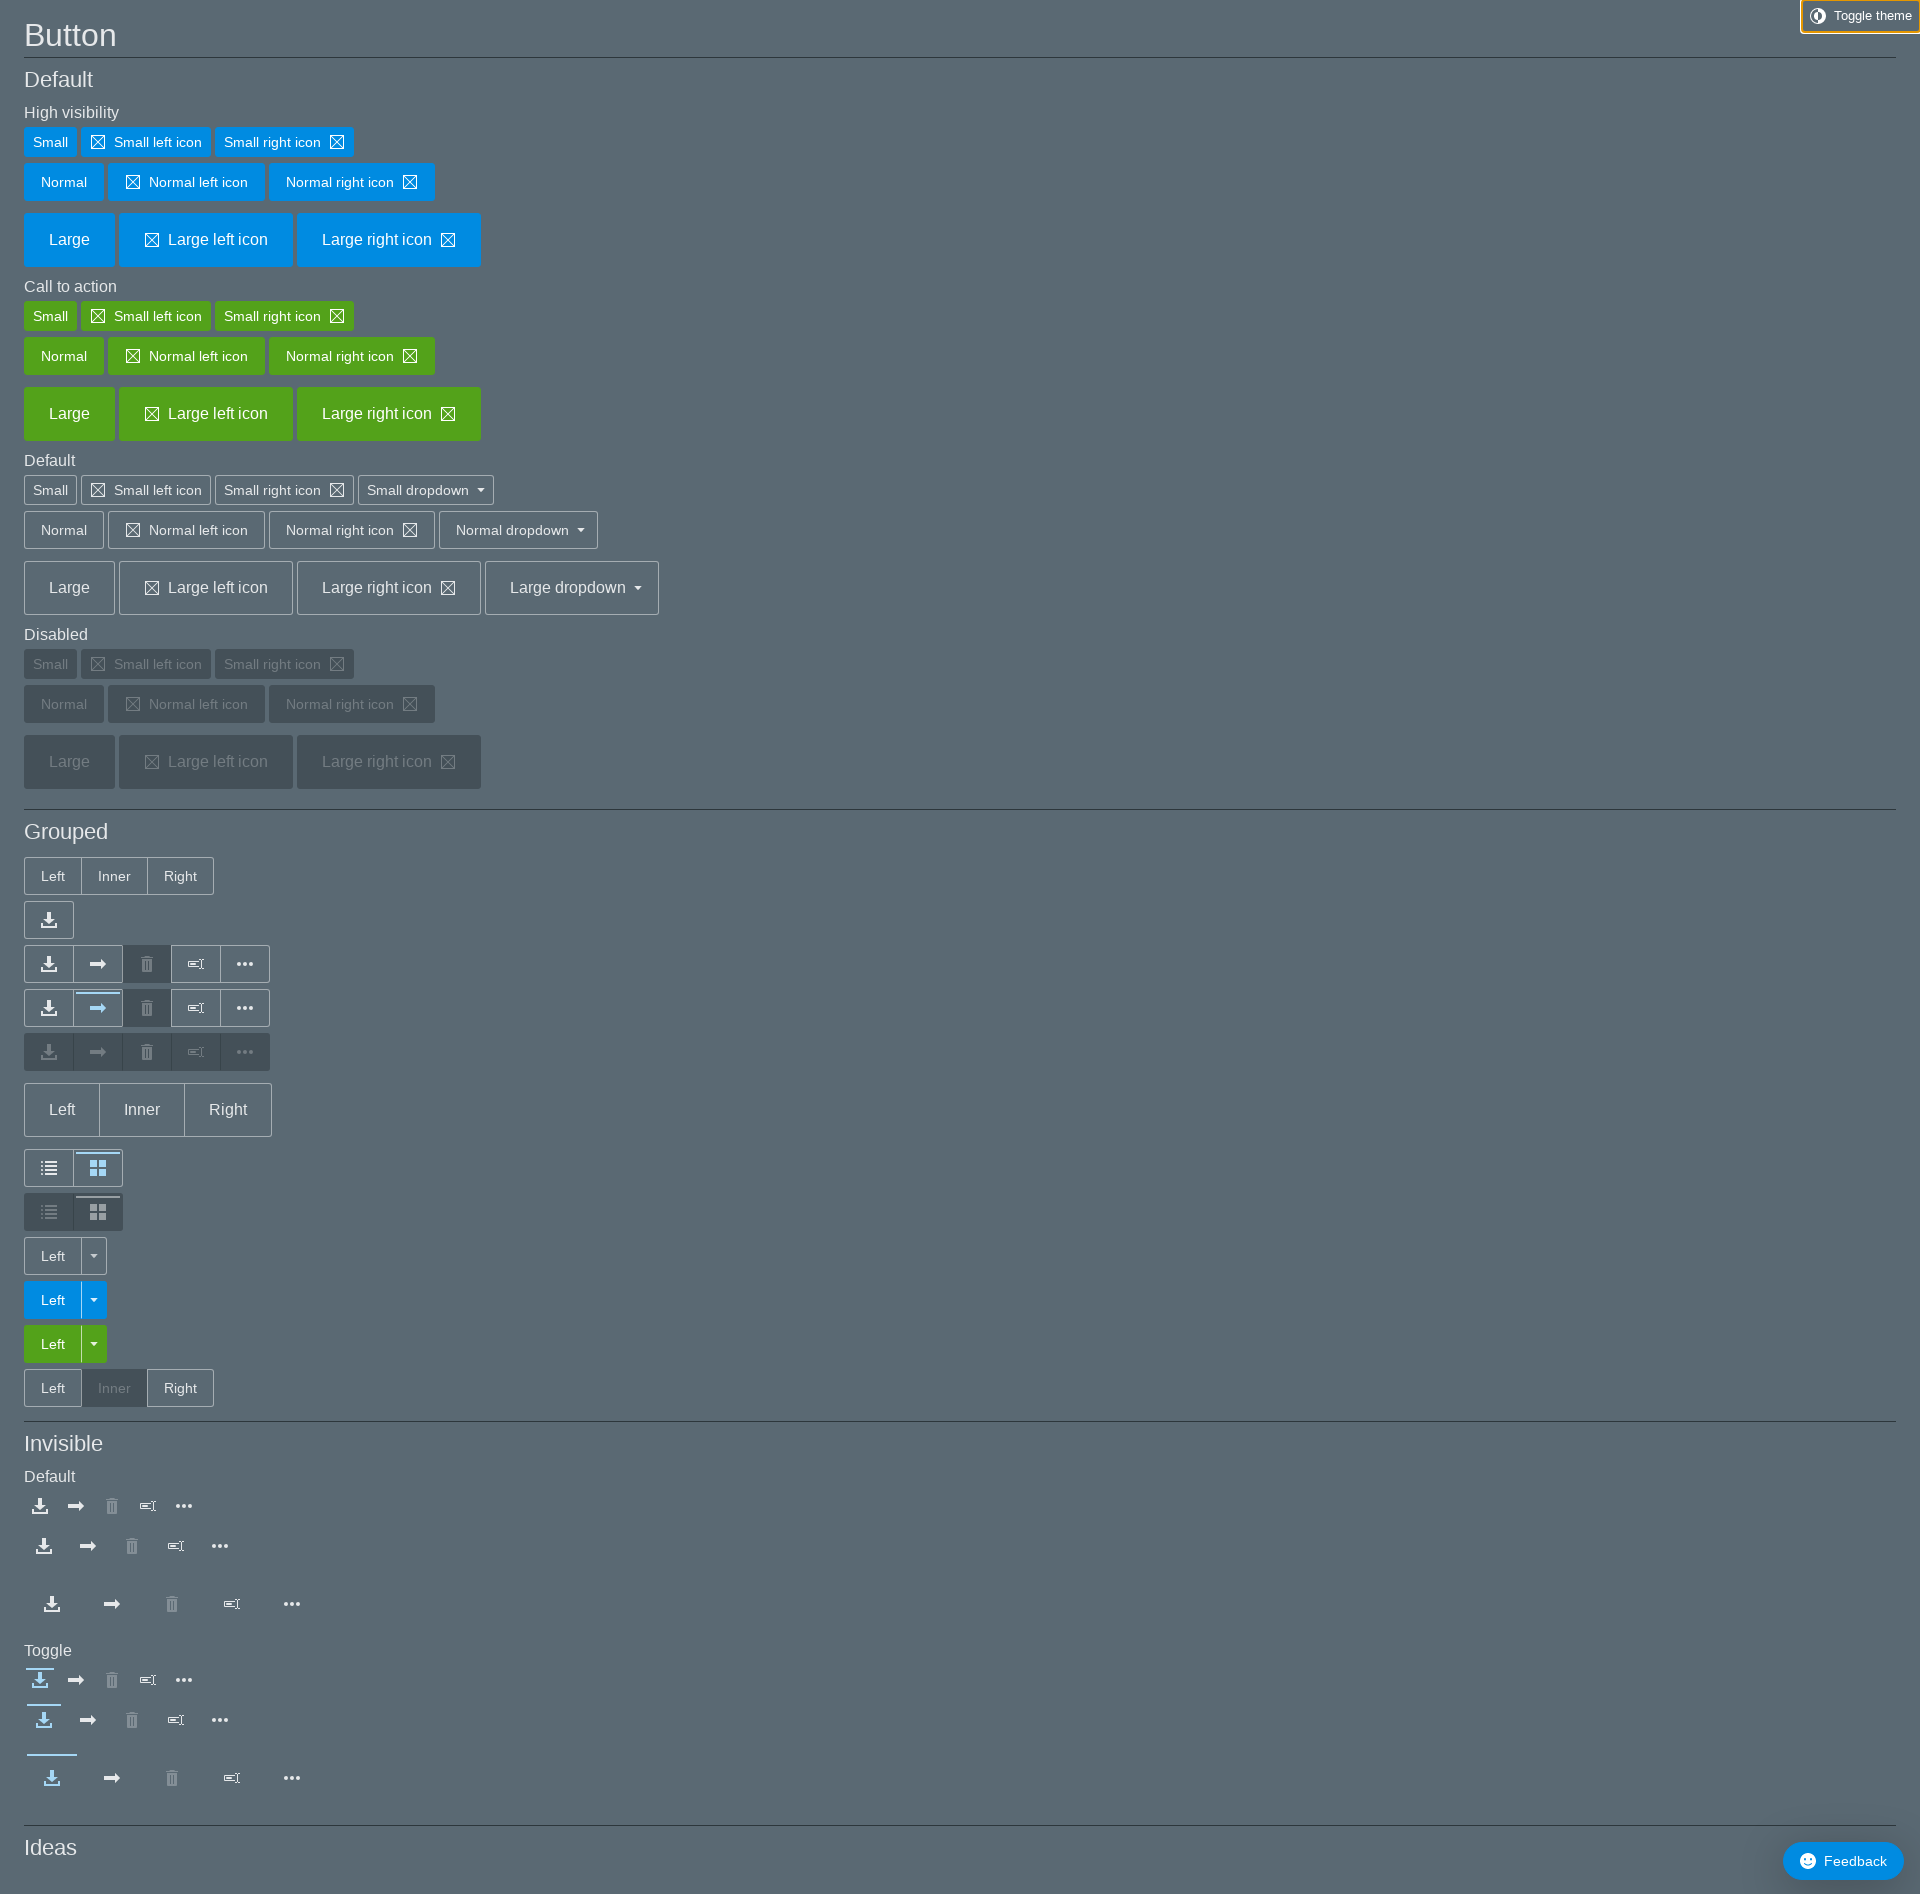 Toggle theme
Button
Default
High visibility
Small Small left icon Small right icon
Normal Normal left icon Normal right icon
Large Large left icon Large right icon
Call to action
Small Small left icon Small right icon
Normal Normal left icon Normal right icon
Large Large left icon Large right icon
Default
Small Small left icon Small right icon Small dropdown
Normal Normal left icon Normal right icon Normal dropdown
Large Large left icon Large right icon Large dropdown
Disabled
Small Small left icon Small right icon
Normal Normal left icon Normal right icon
Large Large left icon Large right icon
Grouped
Left Inner Right
Left Inner Right
Left
Left
Left
Left Inner Right
Invisible
Default
Toggle
Ideas
Feedback